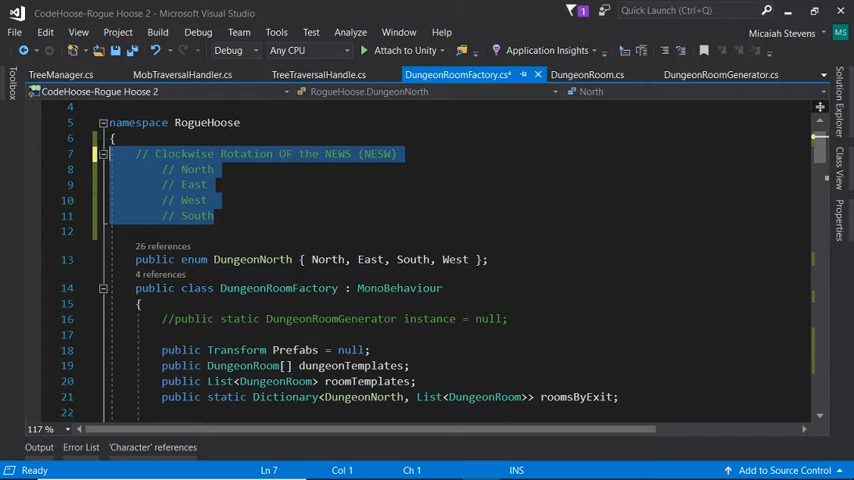 CodeHoose-Rogue Hoose 2 - Microsoft Visual Studio
1
Quick Launch (Ctrl+Q)
File Edit View Project Build Debug Team Tools Test Analyze Window Help
Micaiah Stevens
MS
Debug Any CPU Attach to Unity Application Insights
TreeManager.cs MobTraversalHandler.cs TreeTraversalHandle.cs DungeonRoomFactory.cs* DungeonRoom.cs DungeonRoomGenerator.cs
CodeHoose-Rogue Hoose 2 RogueHoose.DungeonNorth North
Toolbox
Solution Explorer
Class View
Properties
4
5 namespace RogueHoose
6 {
7 // Clockwise Rotation OF the NEWS (NESW)
8 // North
9 // East
10 // West
11 // South
12
26 references
13 public enum DungeonNorth { North, East, South, West };
4 references
14 public class DungeonRoomFactory : MonoBehaviour
15 {
16 //public static DungeonRoomGenerator instance = null;
17
18 public Transform Prefabs = null;
19 public DungeonRoom[] dungeonTemplates;
20 public List<DungeonRoom> roomTemplates;
21 public static Dictionary<DungeonNorth, List<DungeonRoom>> roomsByExit;
22
117 %
Output Error List 'Character' references
Ready Ln 7 Col 1 Ch 1 INS Add to Source Control